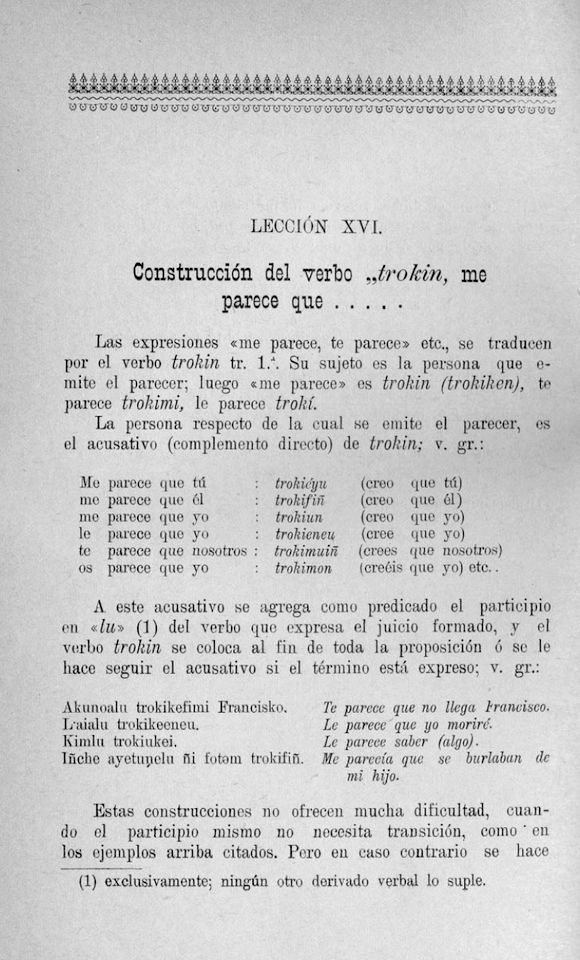 LECCIÓN XVI.
Construcción del verbo „trokin, me
parece que . . . . .
Las expresiones «me parece, te parece» etc., se traducen
por el verbo trokin tr. 1.ª. Su sujeto es la persona que e-
mite el parecer; luego «me parece» es trokin (trokiken), te
parece trokimi, le parece trokí.
La persona respecto de la cual se emite el parecer, es
el acusativo (complemento directo) de trokin; v. gr.:
Me parece que tú : trokiéyu (creo que tú)
me parece que él : trokifiñ (creo que él)
me parece que yo : trokiun (creo que yo)
le parece que yo : trokieneu (cree que yo)
te parece que nosotros : trokimuiñ (crees que nosotros)
os parece que yo : trokimon (creéis que yo) etc..
A este acusativo se agrega como predicado el participio
en «lu» (1) del verbo que expresa el juicio formado, y el
verbo trokin se coloca al fin de toda la proposición ó se le
hace seguir el acusativo si el término está expreso; v. gr.:
Akunoalu trokikefimi Francisko. Te parece que no llega Francisco.
L'aialu trokikeeneu. Le parece que yo moriré.
Kimlu trokiukei. Le parece saber (algo).
Iñche ayetupelu ñi fotəm trokifiñ. Me parecía que se burlaban de
mi hijo.
Estas construcciones no ofrecen mucha dificultad, cuan-
do el participio mismo no necesita transición, como en
los ejemplos arriba citados. Pero en caso contrario se hace
(1) exclusivamente; ningún otro derivado verbal lo suple.